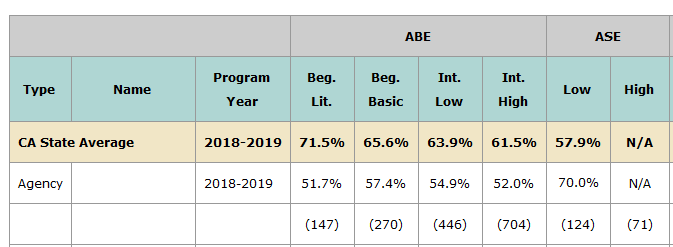 ABE ASE
Type Name Program Year Beg. Lit. Beg. Basic Int. Low Int. High Low High
CA State Average 2018-2019 71.5% 65.6% 63.9% 61.5% 57.9% N/A
Agency 2018-2019 51.7% 57.4% 54.9% 52.0% 70.0% N/A
(147) (270) (446) (704) (124) (71)